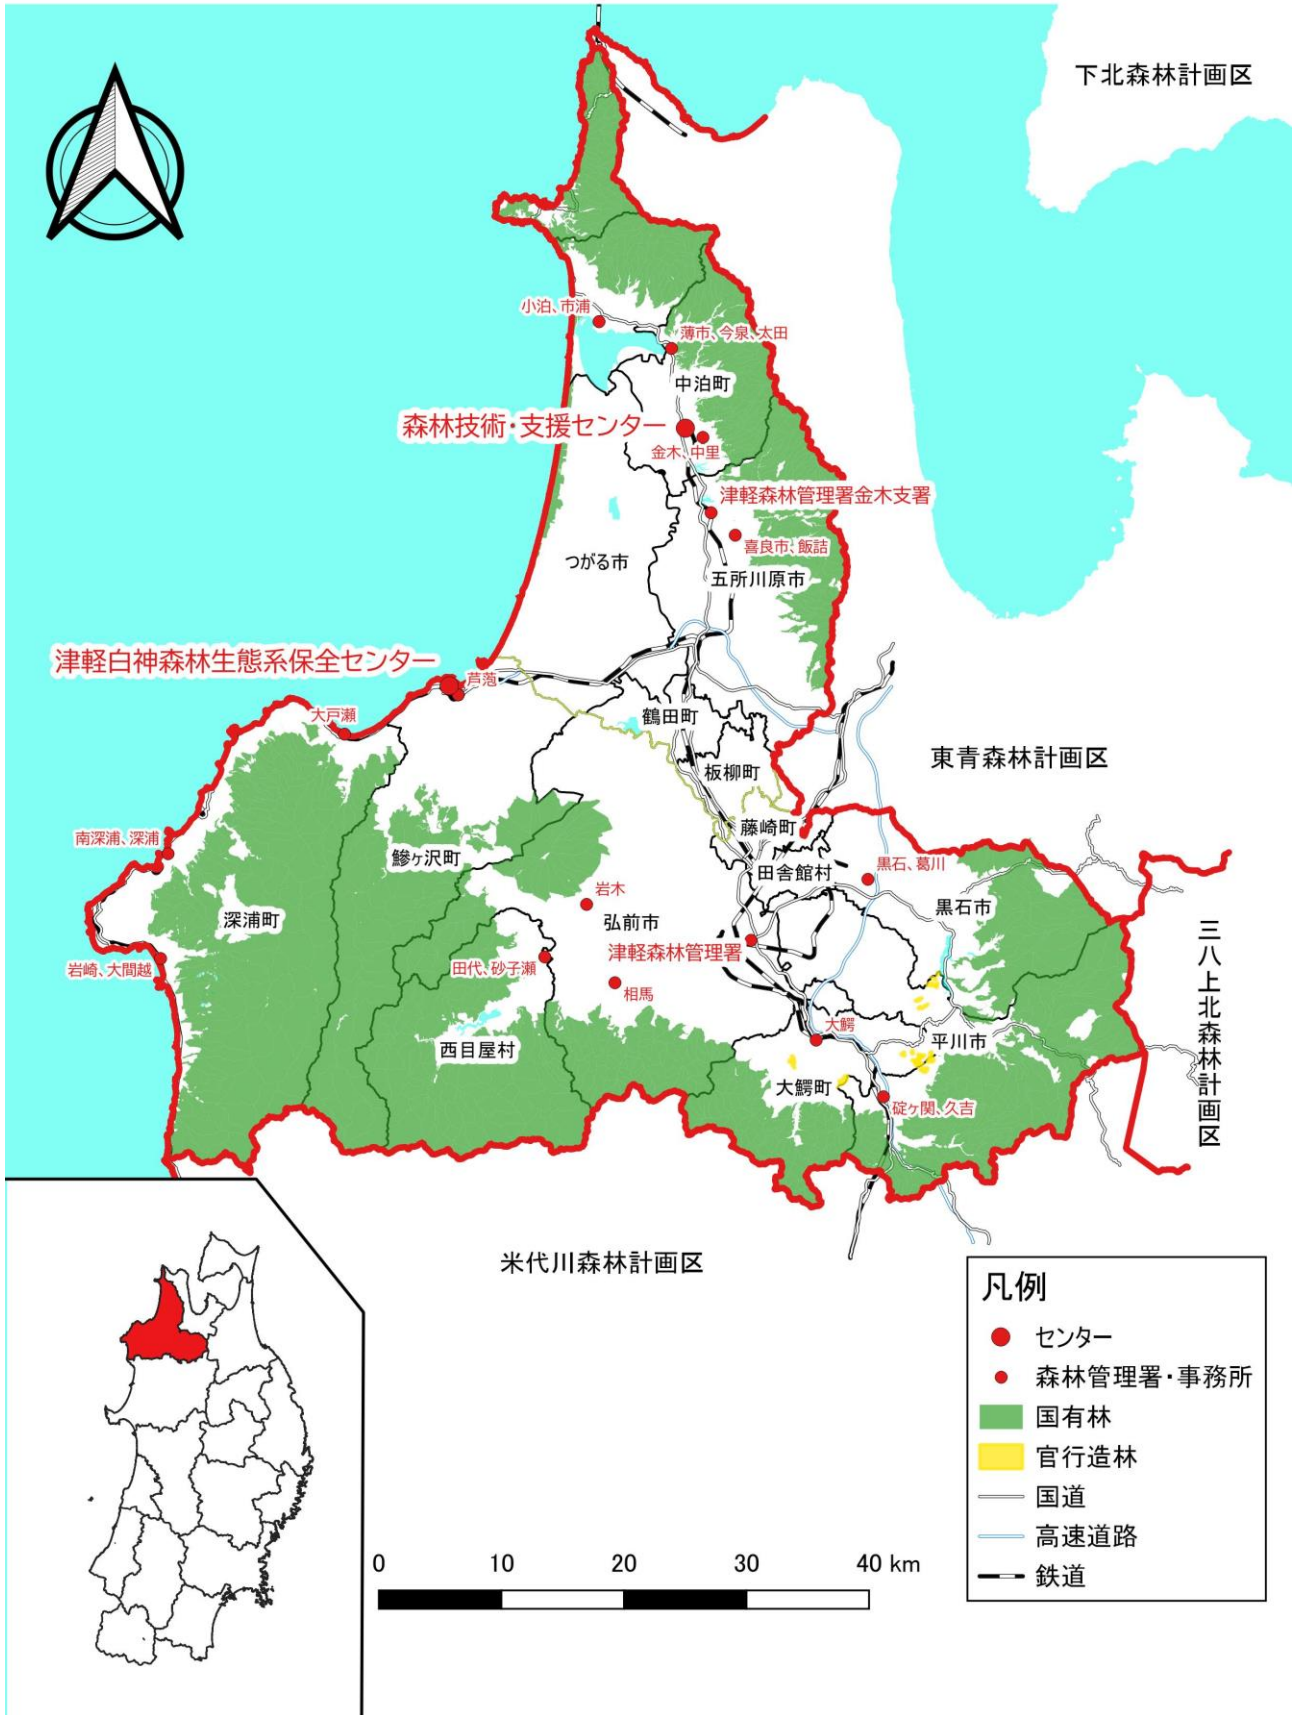 下北森林計画区
小泊、市浦
薄市、今泉、太田
中泊町
森林技術・支援センター
金木、中里
津軽森林管理署金木支署
喜良市、飯詰
つがる市
五所川原市
津軽白神森林生態系保全センター
芦萢
大戸瀬
鶴田町
東青森林計画区
板柳町
藤崎町
南深浦、深浦
鰺ヶ沢町
田舎館村
黒石、葛川
岩木
深浦町
弘前市
黒石市
津軽森林管理署
三八上北森林計画区
岩崎、大間越
田代、砂子瀬
相馬
西目屋村
大鰐
平川市
大鰐町
碇ヶ関、久吉
米代川森林計画区
凡例
センター
森林管理署・事務所
国有林
官行造林
国道
高速道路
鉄道
0 10 20 30 40 km